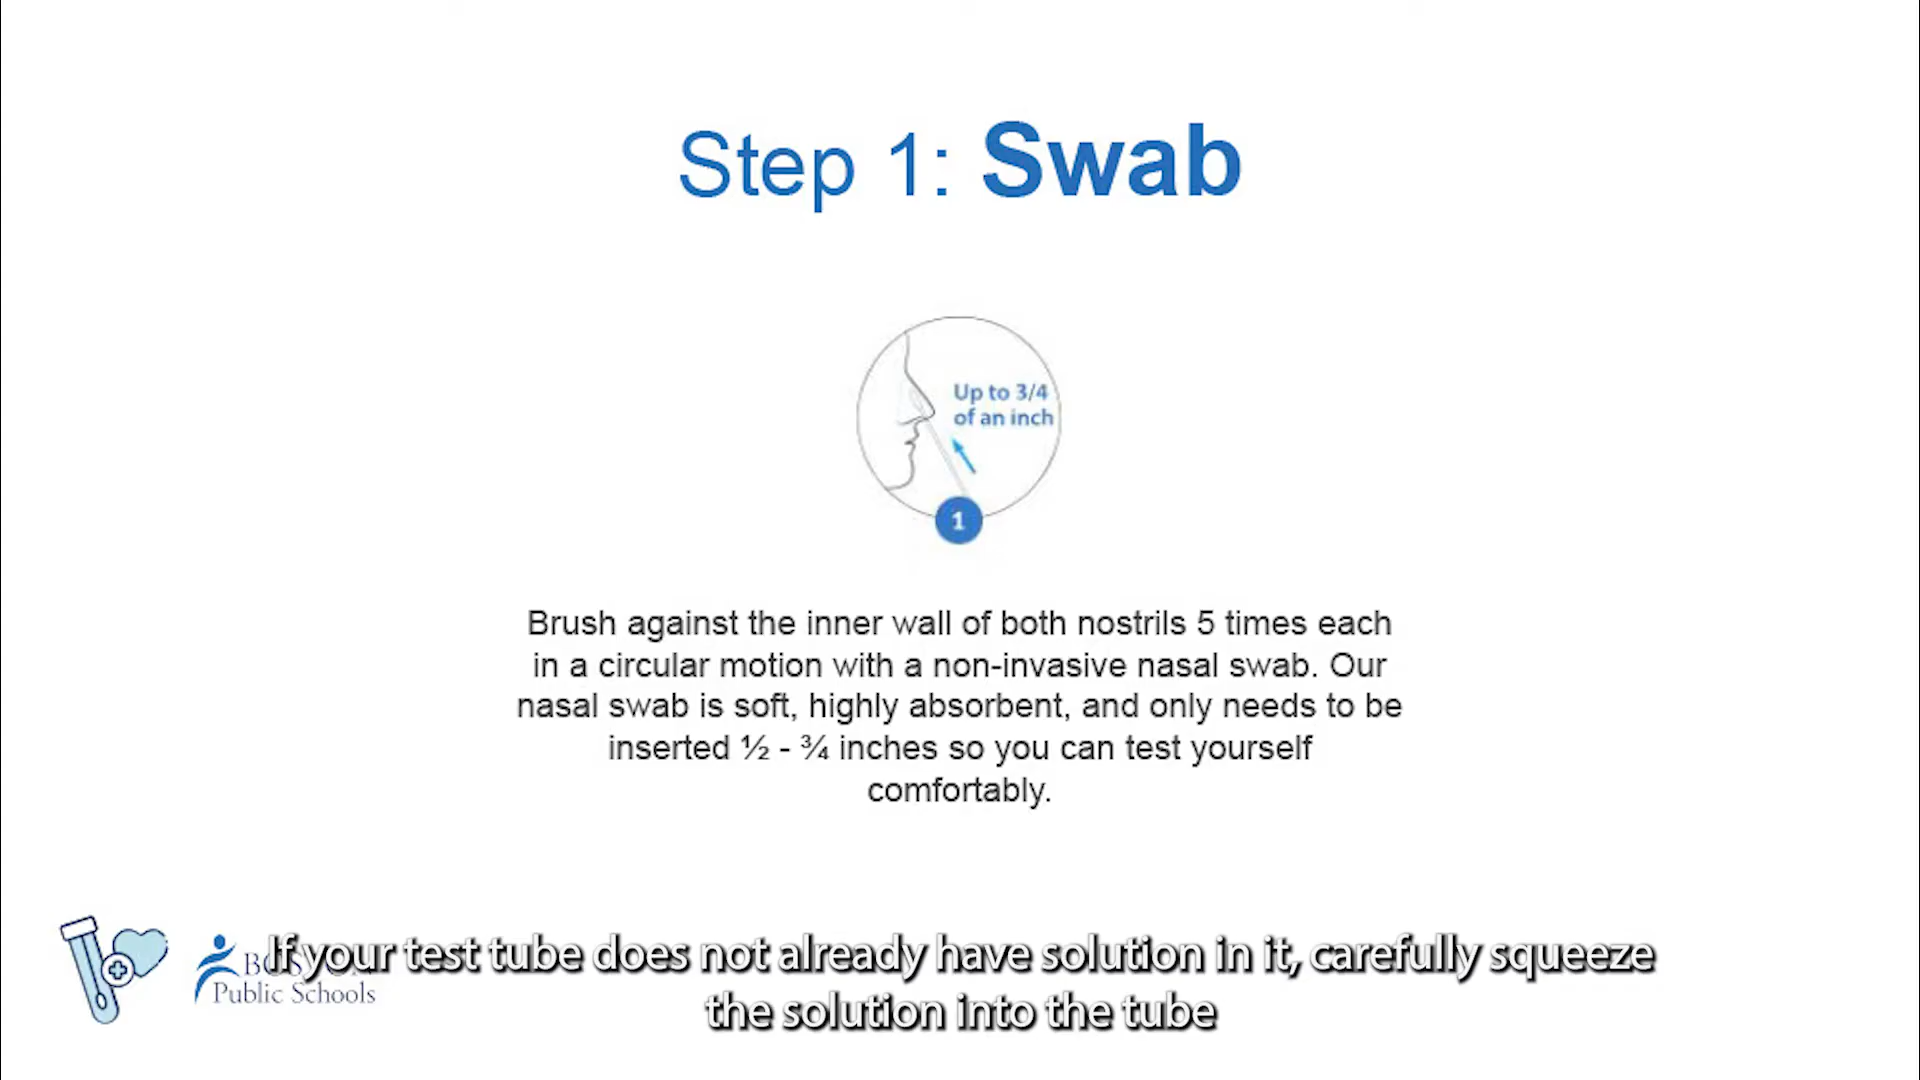 Step 1: Swab
Up to 3/4
of an inch
1
Brush against the inner wall of both nostrils 5 times each
in a circular motion with a non-invasive nasal swab. Our
nasal swab is soft, highly absorbent, and only needs to be
inserted ½ - ¾ inches so you can test yourself
comfortably.
Public Schools
If your test tube does not already have solution in it, carefully squeeze
the solution into the tube